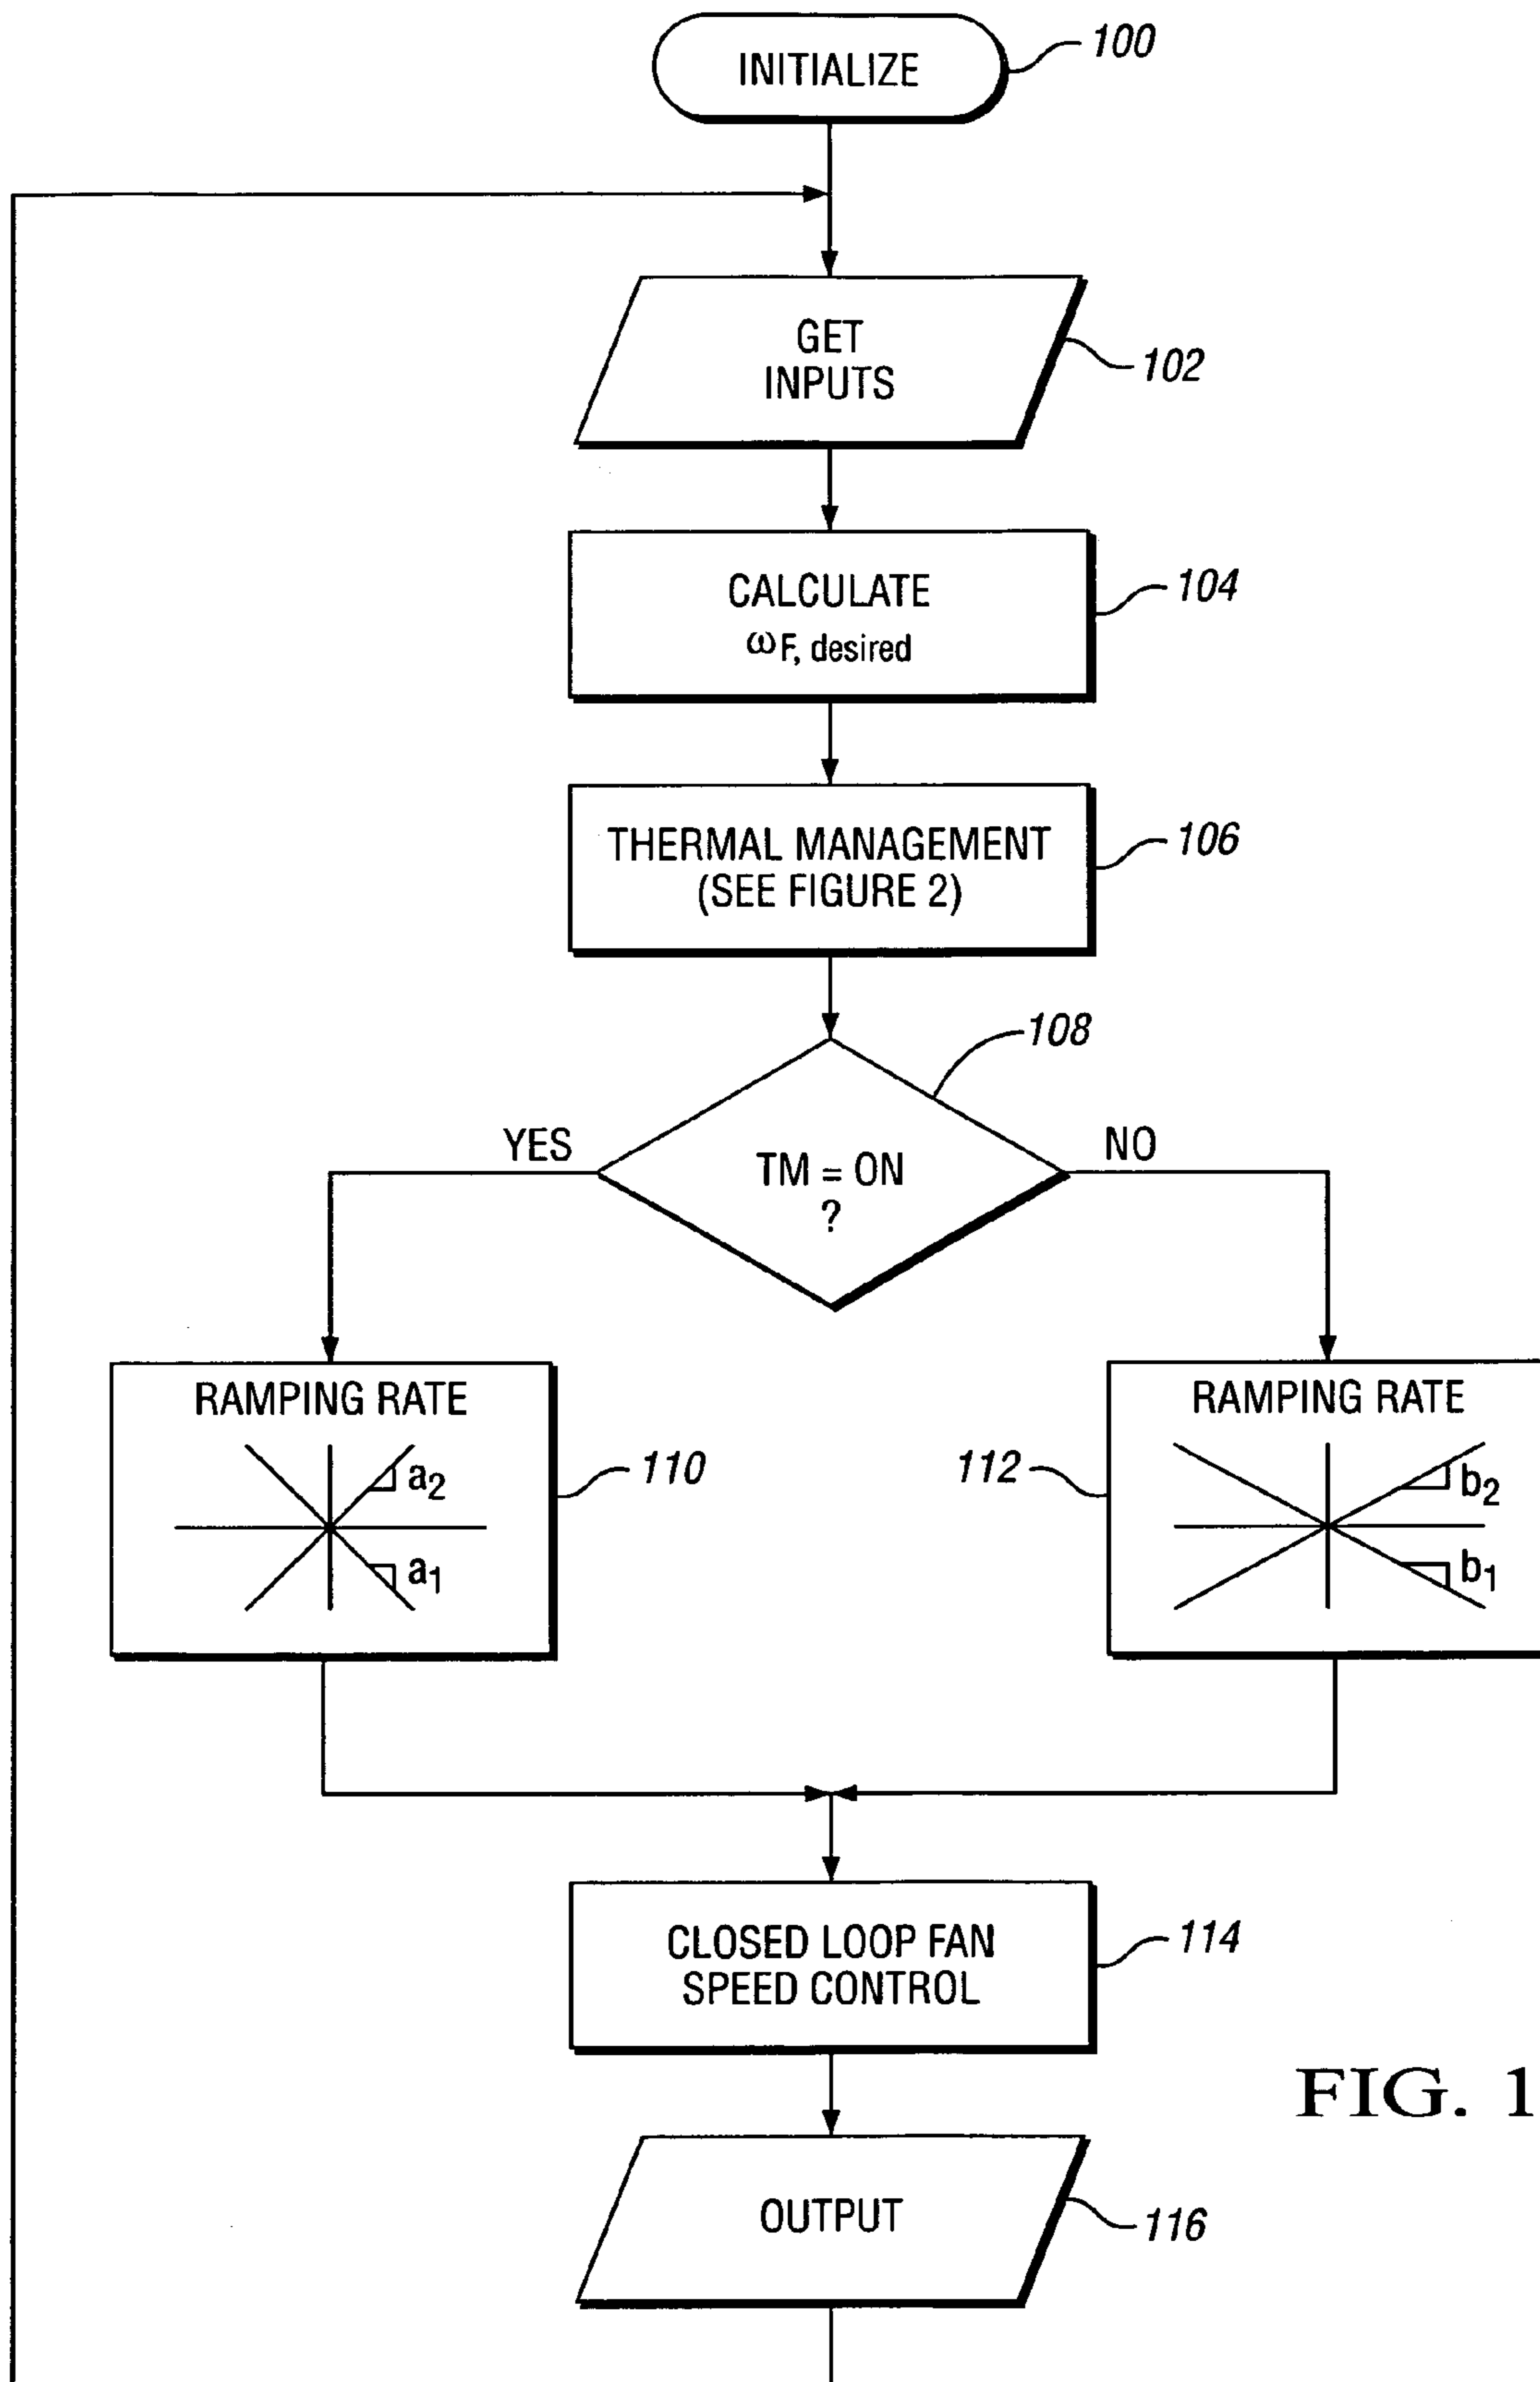 INITIALIZE
100
GET
INPUTS
102
CALCULATE
ωF, desired
104
THERMAL MANAGEMENT
(SEE FIGURE 2)
106
108
YES
TM = ON
?
NO
RAMPING RATE
a2
a1
110
RAMPING RATE
b2
b1
112
CLOSED LOOP FAN
SPEED CONTROL
114
FIG. 1
OUTPUT
116